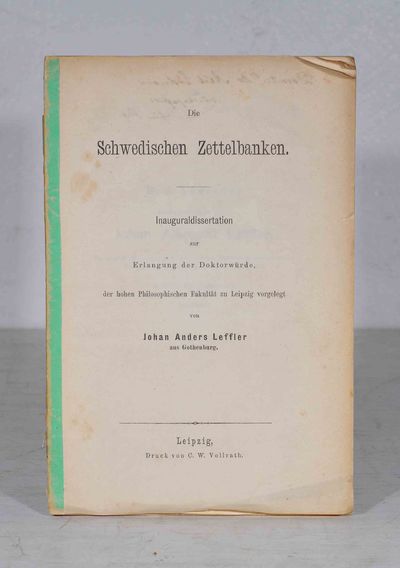 Die
Schwedischen Zettelbanken.
Inauguraldissertation
zur
Erlangung der Doktorwürde,
der hohen Philosophischen Fakultät zu Leipzig vorgelegt
von
Johan Anders Leffler
aus Gothenburg.
Leipzig,
Druck von C. W. Vollrath.